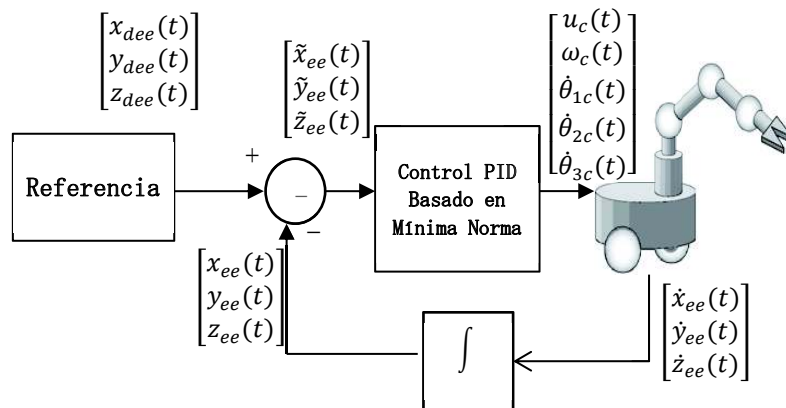 [x_dee(t)]
[y_dee(t)]
[z_dee(t)]
[x̃_ee(t)]
[ỹ_ee(t)]
[z̃_ee(t)]
[u_c(t)]
[ω_c(t)]
[θ̇_1c(t)]
[θ̇_2c(t)]
[θ̇_3c(t)]
Referencia
+
−
−
Control PID
Basado en
Mínima Norma
[x_ee(t)]
[y_ee(t)]
[z_ee(t)]
∫
[ẋ_ee(t)]
[ẏ_ee(t)]
[ż_ee(t)]